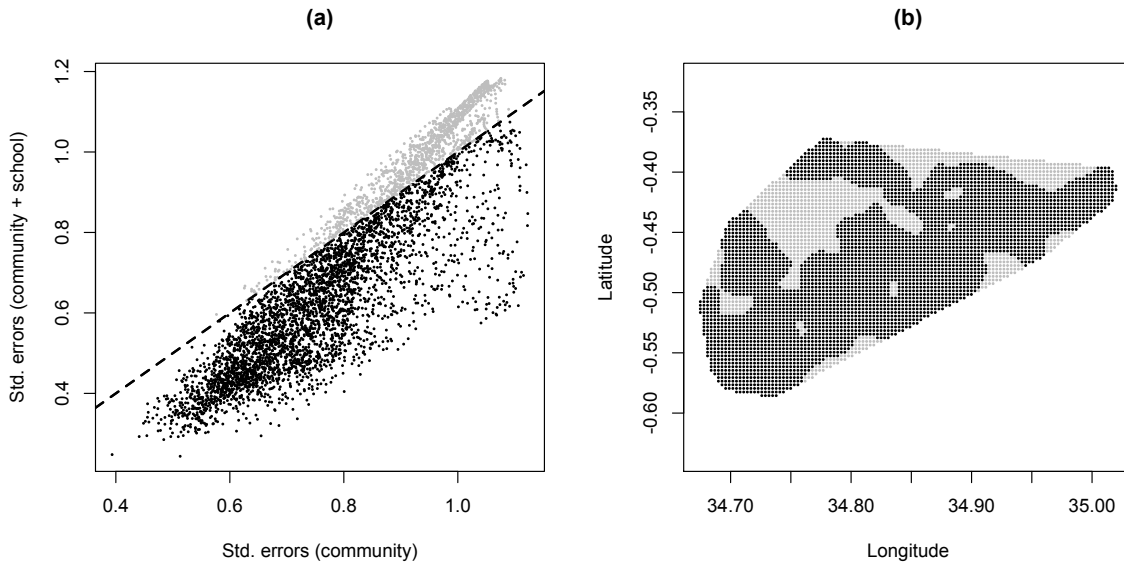 (a)
Std. errors (community + school)
1.2
1.0
0.8
0.6
0.4
0.4 0.6 0.8 1.0
Std. errors (community)
(b)
Latitude
-0.35
-0.40
-0.45
-0.50
-0.55
-0.60
34.70 34.80 34.90 35.00
Longitude